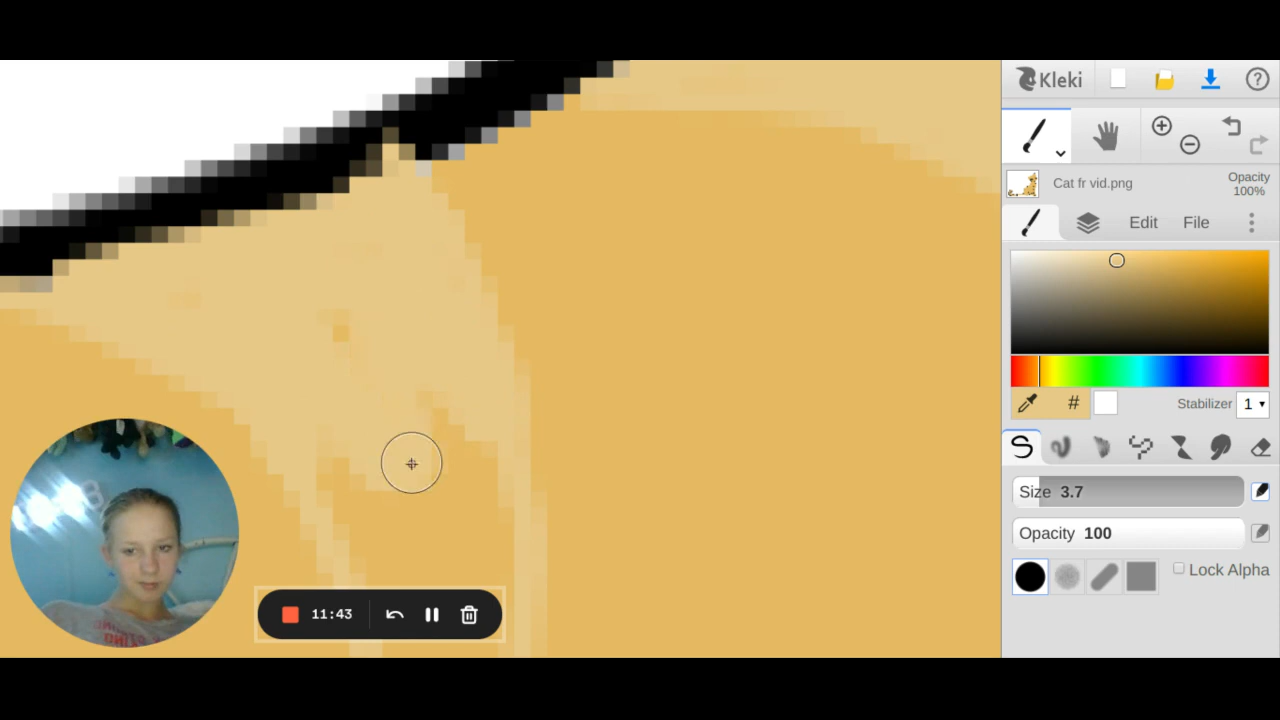 Kleki
Cat fr vid.png
Opacity
100%
Edit File
#
Stabilizer 1
Size 3.7
Opacity 100
Lock Alpha
11:43